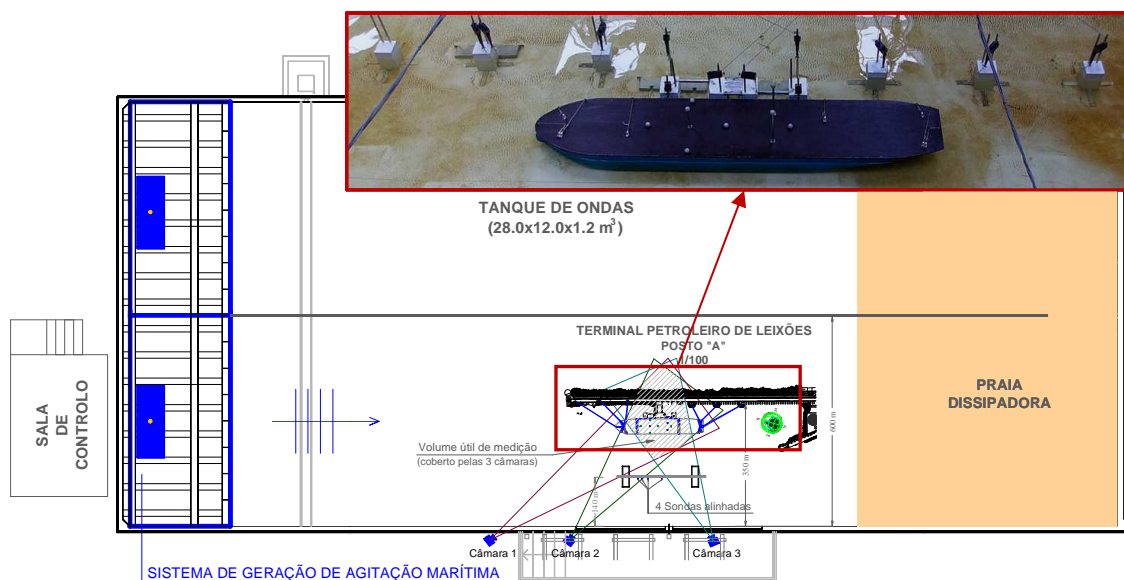 TANQUE DE ONDAS
(28.0x12.0x1.2 m³)
TERMINAL PETROLEIRO DE LEIXÕES
POSTO "A"
1/100
SALA
DE
CONTROLO
PRAIA
DISSIPADORA
Volume útil de medição
(coberto pelas 3 câmaras)
600 m
350 m
140 m
4 Sondas alinhadas
Câmara 1
Câmara 2
Câmara 3
SISTEMA DE GERAÇÃO DE AGITAÇÃO MARÍTIMA